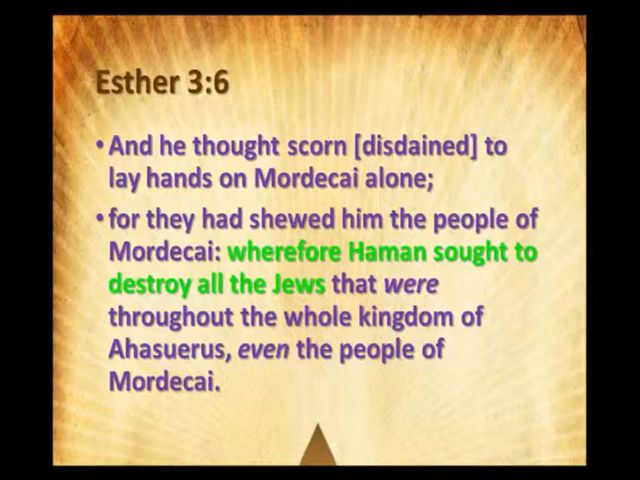 Esther 3:6
• And he thought scorn [disdained] to
lay hands on Mordecai alone;
• for they had shewed him the people of
Mordecai: wherefore Haman sought to
destroy all the Jews that were
throughout the whole kingdom of
Ahasuerus, even the people of
Mordecai.